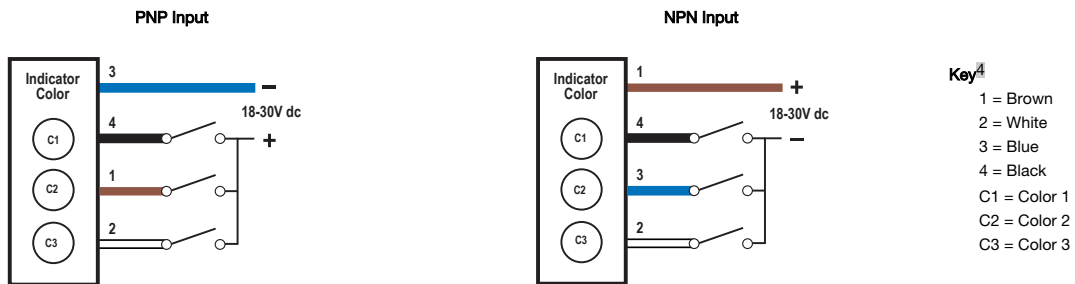 PNP Input
Indicator
Color
3
−
18-30V dc
4
+
C1
1
C2
2
C3
NPN Input
Indicator
Color
1
+
18-30V dc
4
−
C1
3
C2
2
C3
Key4
1 = Brown
2 = White
3 = Blue
4 = Black
C1 = Color 1
C2 = Color 2
C3 = Color 3